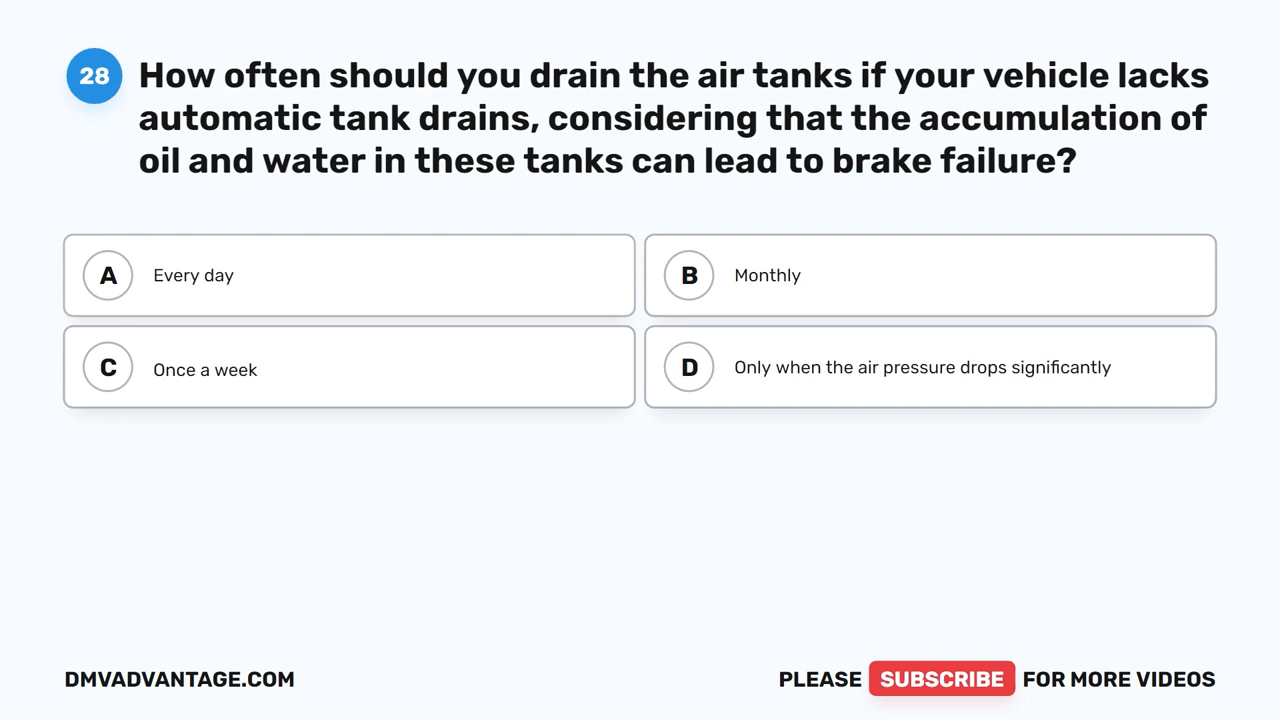 28
How often should you drain the air tanks if your vehicle lacks
automatic tank drains, considering that the accumulation of
oil and water in these tanks can lead to brake failure?
A Every day
B Monthly
C Once a week
D Only when the air pressure drops significantly
DMVADVANTAGE.COM
PLEASE SUBSCRIBE FOR MORE VIDEOS